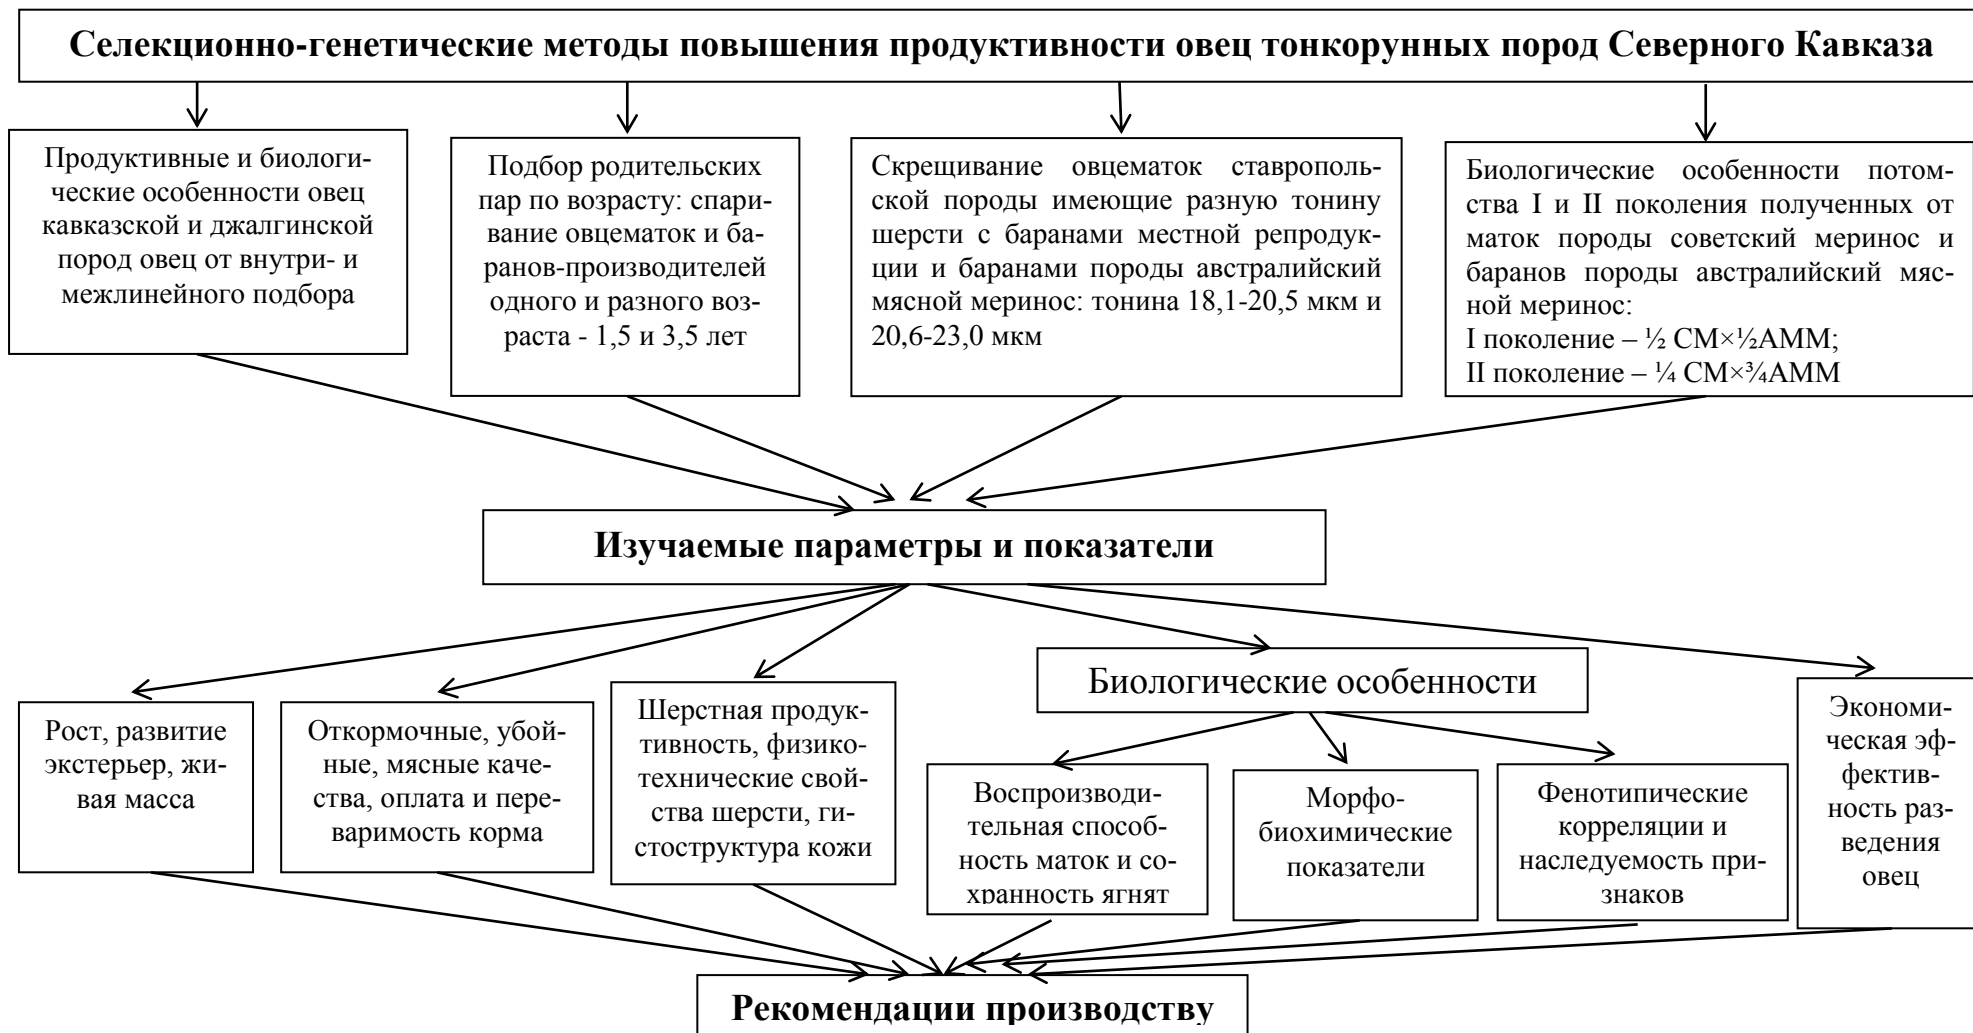 Селекционно-генетические методы повышения продуктивности овец тонкорунных пород Северного Кавказа
Продуктивные и биологи-
ческие особенности овец
кавказской и джалгинской
пород овец от внутри- и
межлинейного подбора
Подбор родительских
пар по возрасту: спари-
вание овцематок и ба-
ранов-производителей
одного и разного воз-
раста - 1,5 и 3,5 лет
Скрещивание овцематок ставрополь-
ской породы имеющие разную тонину
шерсти с баранами местной репродук-
ции и баранами породы австралийский
мясной меринос: тонина 18,1-20,5 мкм и
20,6-23,0 мкм
Биологические особенности потом-
ства I и II поколения полученных от
маток породы советский меринос и
баранов породы австралийский мяс-
ной меринос:
I поколение – ½ СМ×½АММ;
II поколение – ¼ СМ×¾АММ
Изучаемые параметры и показатели
Рост, развитие
экстерьер, жи-
вая масса
Откормочные, убой-
ные, мясные каче-
ства, оплата и пере-
варимость корма
Шерстная продук-
тивность, физико-
технические свой-
ства шерсти, ги-
стоструктура кожи
Биологические особенности
Воспроизводи-
тельная способ-
ность маток и со-
хранность ягнят
Морфо-
биохимические
показатели
Фенотипические
корреляции и
наследуемость при-
знаков
Экономи-
ческая эф-
фектив-
ность раз-
ведения
овец
Рекомендации производству